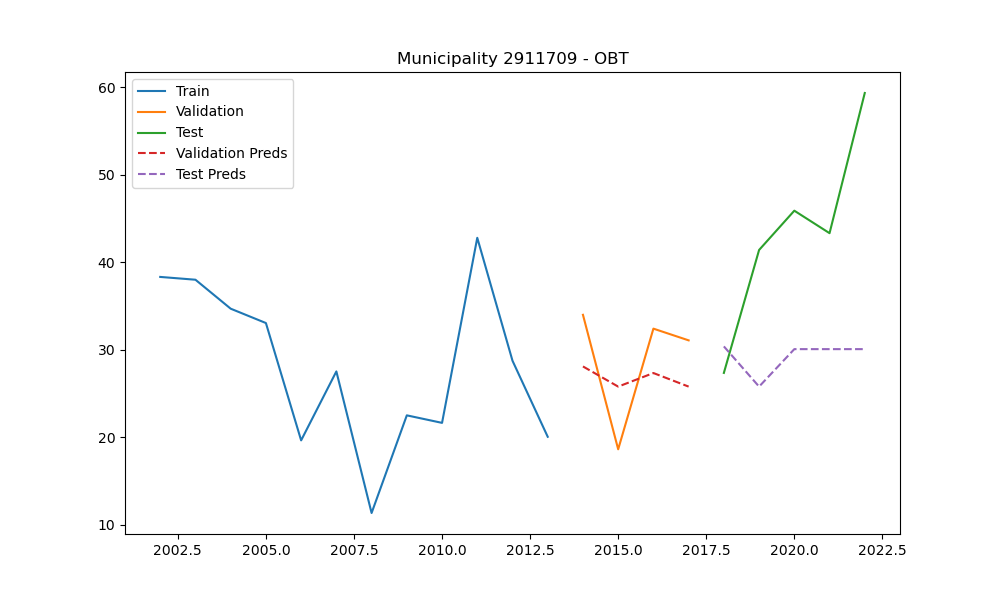 Municipality 2911709 - OBT
Train
Validation
Test
Validation Preds
Test Preds
60
50
40
30
20
10
2002.5 2005.0 2007.5 2010.0 2012.5 2015.0 2017.5 2020.0 2022.5